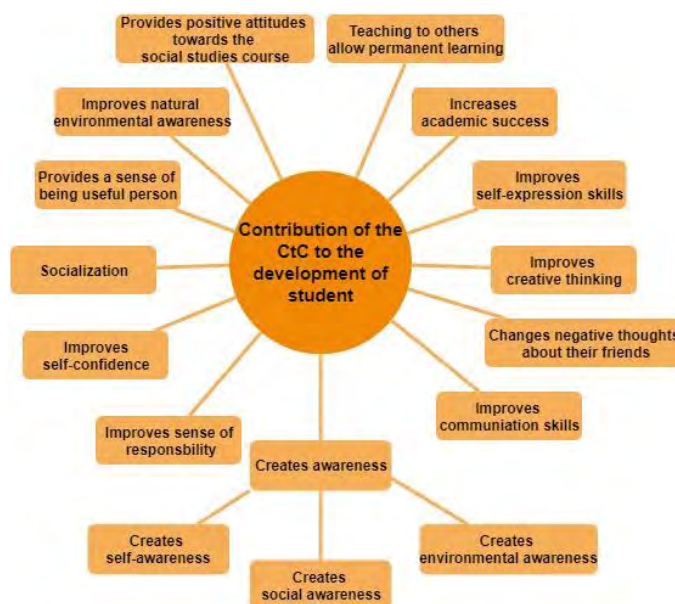 Provides positive attitudes
towards the
social studies course
Teaching to others
allow permanent learning
Improves natural
environmental awareness
Increases
academic success
Provides a sense of
being useful person
Improves
self-expression skills
Contribution of the
CtC to the
development of
student
Socialization
Improves
creative thinking
Improves
self-confidence
Changes negative thoughts
about their friends
Improves sense of
responsbility
Improves
communiation skills
Creates awareness
Creates
self-awareness
Creates
social awareness
Creates
environmental awareness